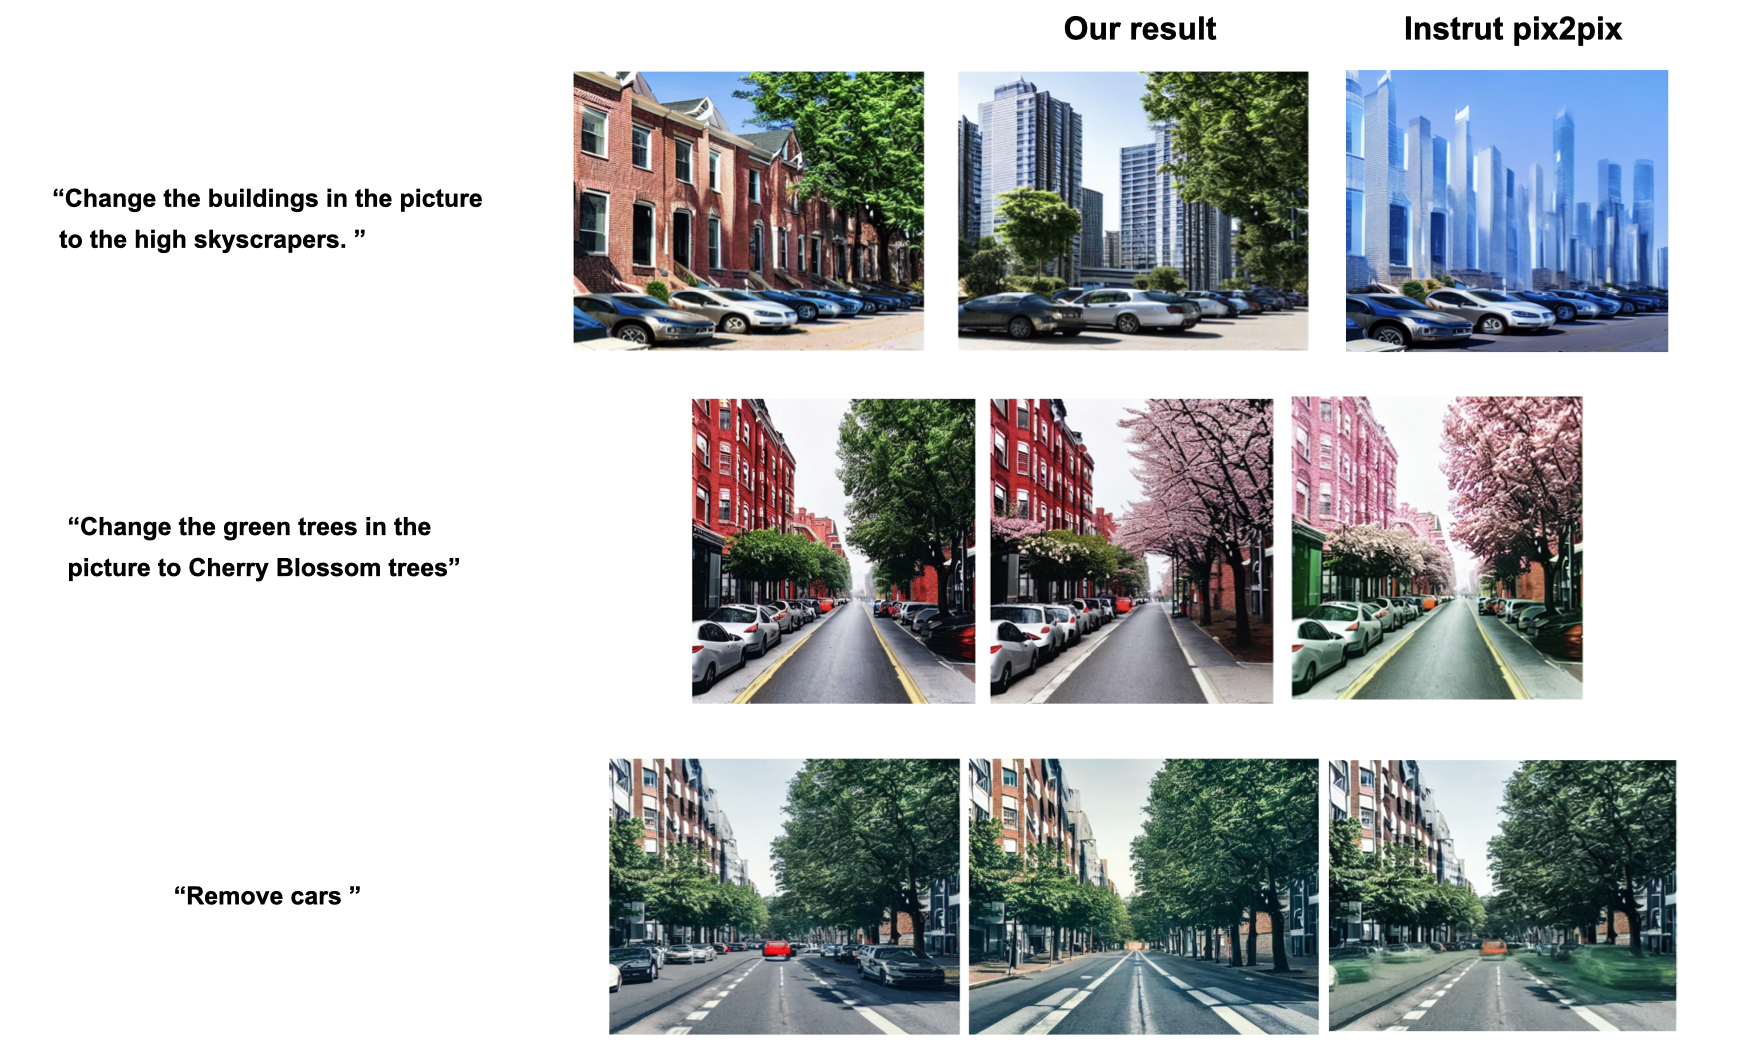 Our result
Instrut pix2pix
“Change the buildings in the picture
to the high skyscrapers. ”
“Change the green trees in the
picture to Cherry Blossom trees”
“Remove cars ”